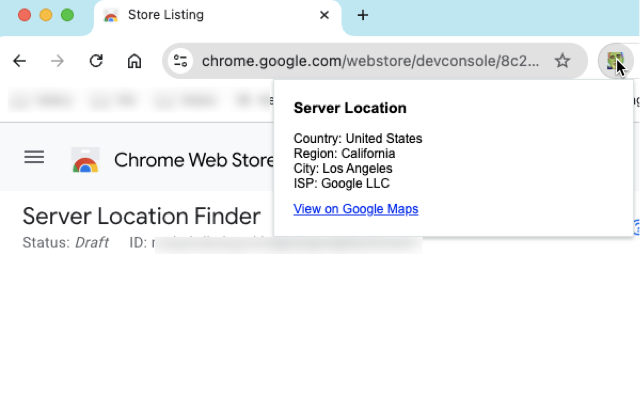 Store Listing
chrome.google.com/webstore/devconsole/8c2...
Server Location
Country: United States
Region: California
City: Los Angeles
ISP: Google LLC
View on Google Maps
Chrome Web Store
Server Location Finder
Status: Draft ID: